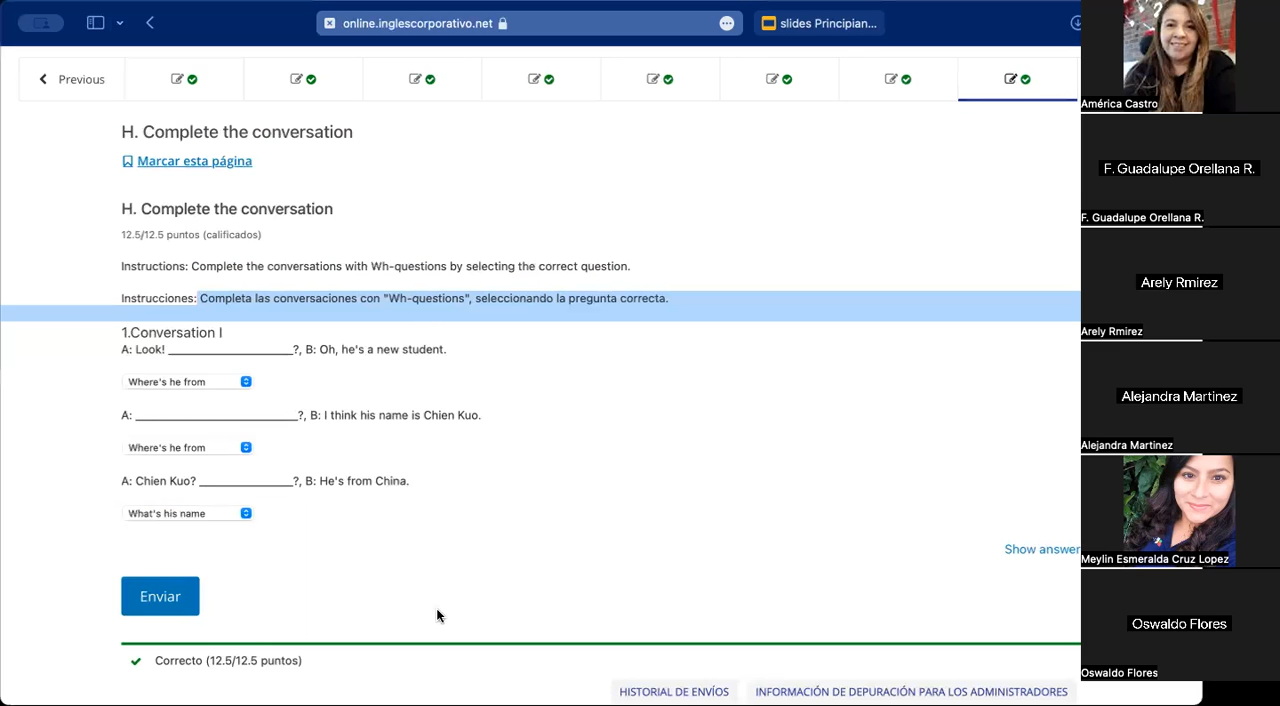 online.inglescorporativo.net
slides Principian...
Previous
H. Complete the conversation
Marcar esta página
H. Complete the conversation
12.5/12.5 puntos (calificados)
Instructions: Complete the conversations with Wh-questions by selecting the correct question.
Instrucciones: Completa las conversaciones con "Wh-questions", seleccionando la pregunta correcta.
1.Conversation I
A: Look! ____________________?, B: Oh, he's a new student.
Where's he from
A: _________________________?, B: I think his name is Chien Kuo.
Where's he from
A: Chien Kuo? ______________?, B: He's from China.
What's his name
Show answer
Enviar
Correcto (12.5/12.5 puntos)
HISTORIAL DE ENVÍOS
INFORMACIÓN DE DEPURACIÓN PARA LOS ADMINISTRADORES
América Castro
F. Guadalupe Orellana R.
F. Guadalupe Orellana R.
Arely Rmirez
Arely Rmirez
Alejandra Martinez
Alejandra Martinez
Meylin Esmeralda Cruz Lopez
Oswaldo Flores
Oswaldo Flores